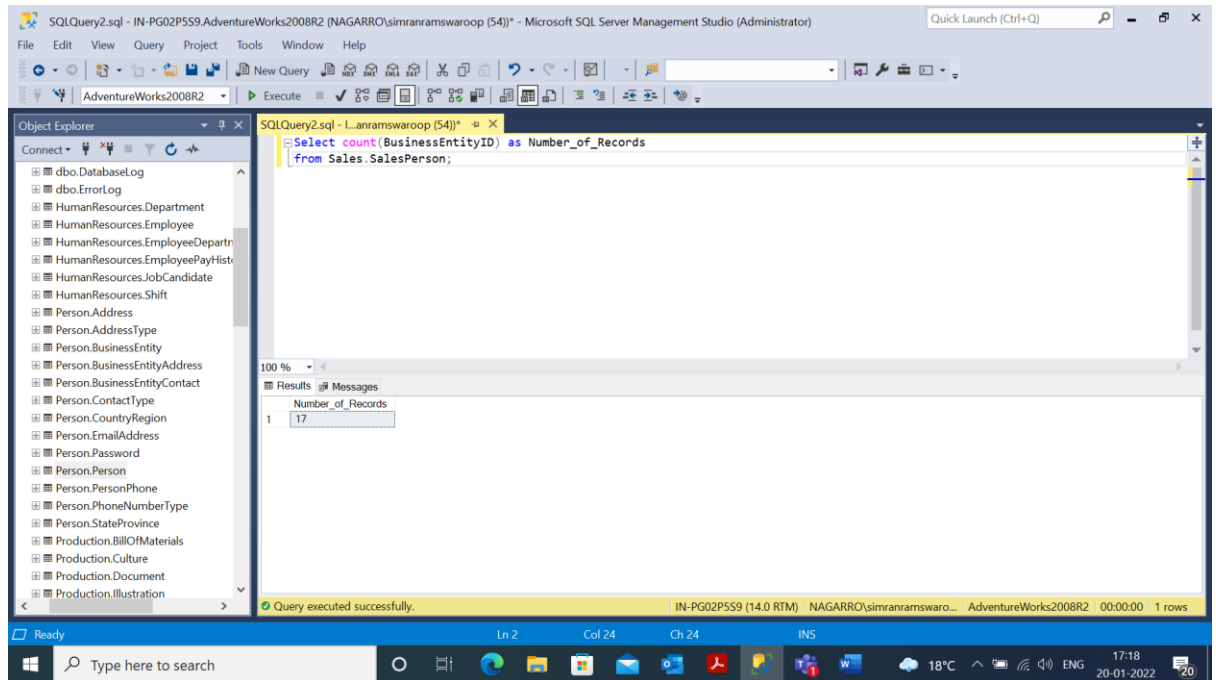 SQLQuery2.sql - IN-PG02P5S9.AdventureWorks2008R2 (NAGARRO\simranramswaroop (54))* - Microsoft SQL Server Management Studio (Administrator)
Quick Launch (Ctrl+Q)
File Edit View Query Project Tools Window Help
New Query MDX DMX XMLA DAX
AdventureWorks2008R2 Execute
Object Explorer
SQLQuery2.sql - I...anramswaroop (54))*
Connect
Select count(BusinessEntityID) as Number_of_Records
from Sales.SalesPerson;
dbo.DatabaseLog
dbo.ErrorLog
HumanResources.Department
HumanResources.Employee
HumanResources.EmployeeDepartn
HumanResources.EmployeePayHisto
HumanResources.JobCandidate
HumanResources.Shift
Person.Address
Person.AddressType
Person.BusinessEntity
Person.BusinessEntityAddress
Person.BusinessEntityContact
Person.ContactType
Person.CountryRegion
Person.EmailAddress
Person.Password
Person.Person
Person.PersonPhone
Person.PhoneNumberType
Person.StateProvince
Production.BillOfMaterials
Production.Culture
Production.Document
Production.Illustration
100 %
Results Messages
Number_of_Records
1 17
Query executed successfully. IN-PG02P5S9 (14.0 RTM) NAGARRO\simranramswaro... AdventureWorks2008R2 00:00:00 1 rows
Ready Ln 2 Col 24 Ch 24 INS
Type here to search
18°C ENG 17:18
20-01-2022
20